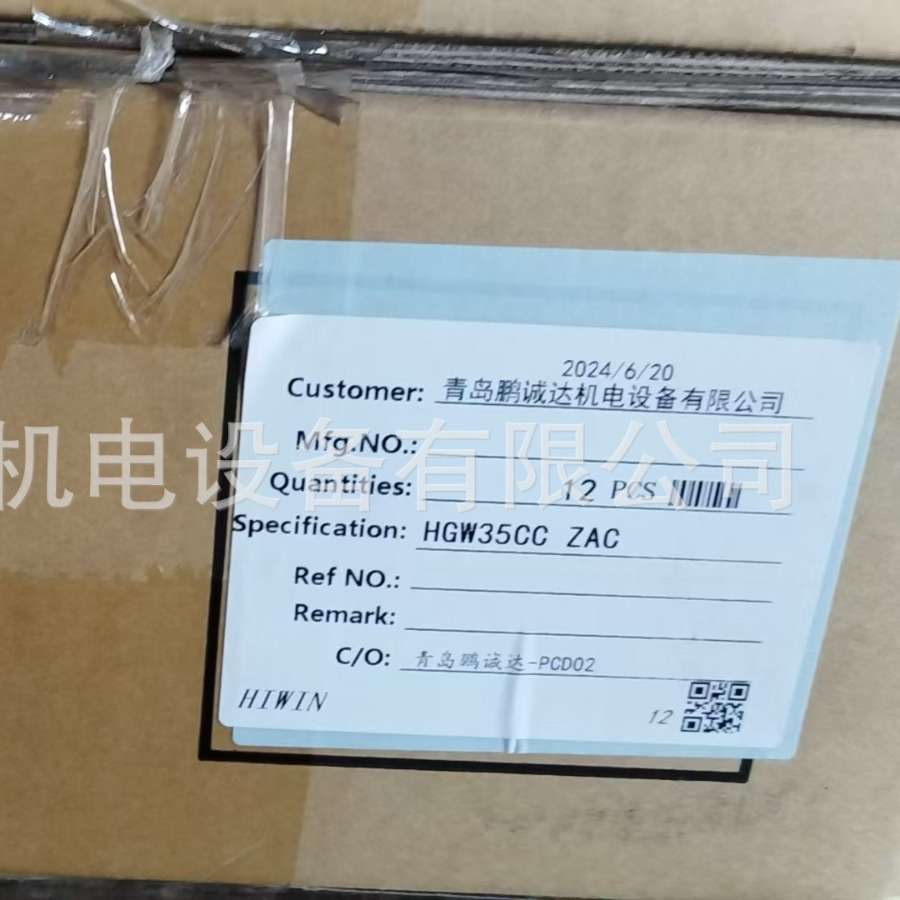 2024/6/20
Customer: 青岛鹏诚达机电设备有限公司
Mfg.NO.:
机电设备有限公司
Quantities: 12 PCS
Specification: HGW35CC ZAC
Ref NO.:
Remark:
C/O: 青岛鹏诚达-PCD02
HIWIN
12